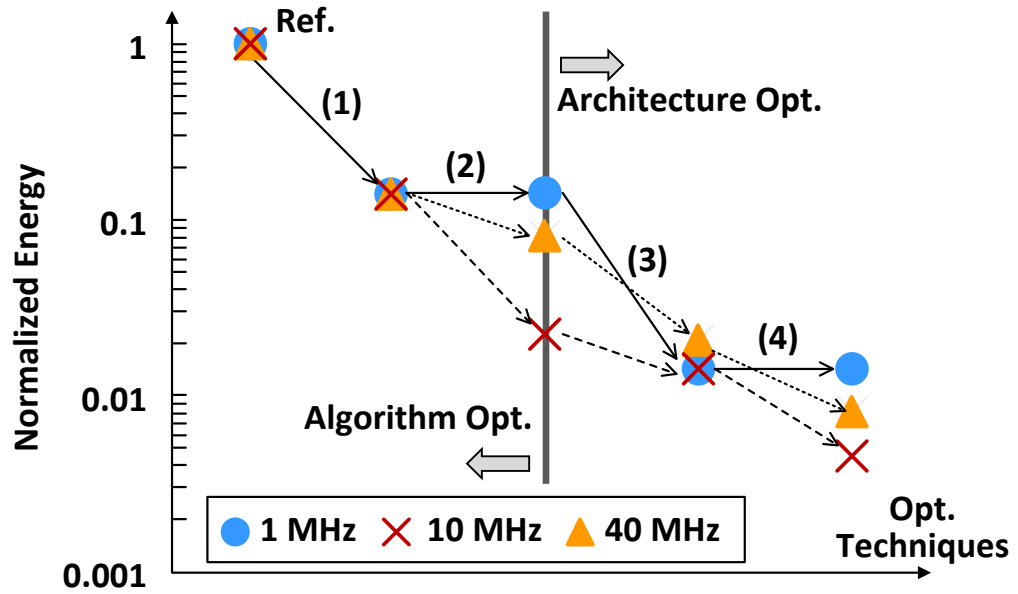 Ref.
1
(1)
Architecture Opt.
(2)
0.1
(3)
(4)
0.01
Algorithm Opt.
Normalized Energy
1 MHz 10 MHz 40 MHz
Opt.
Techniques
0.001